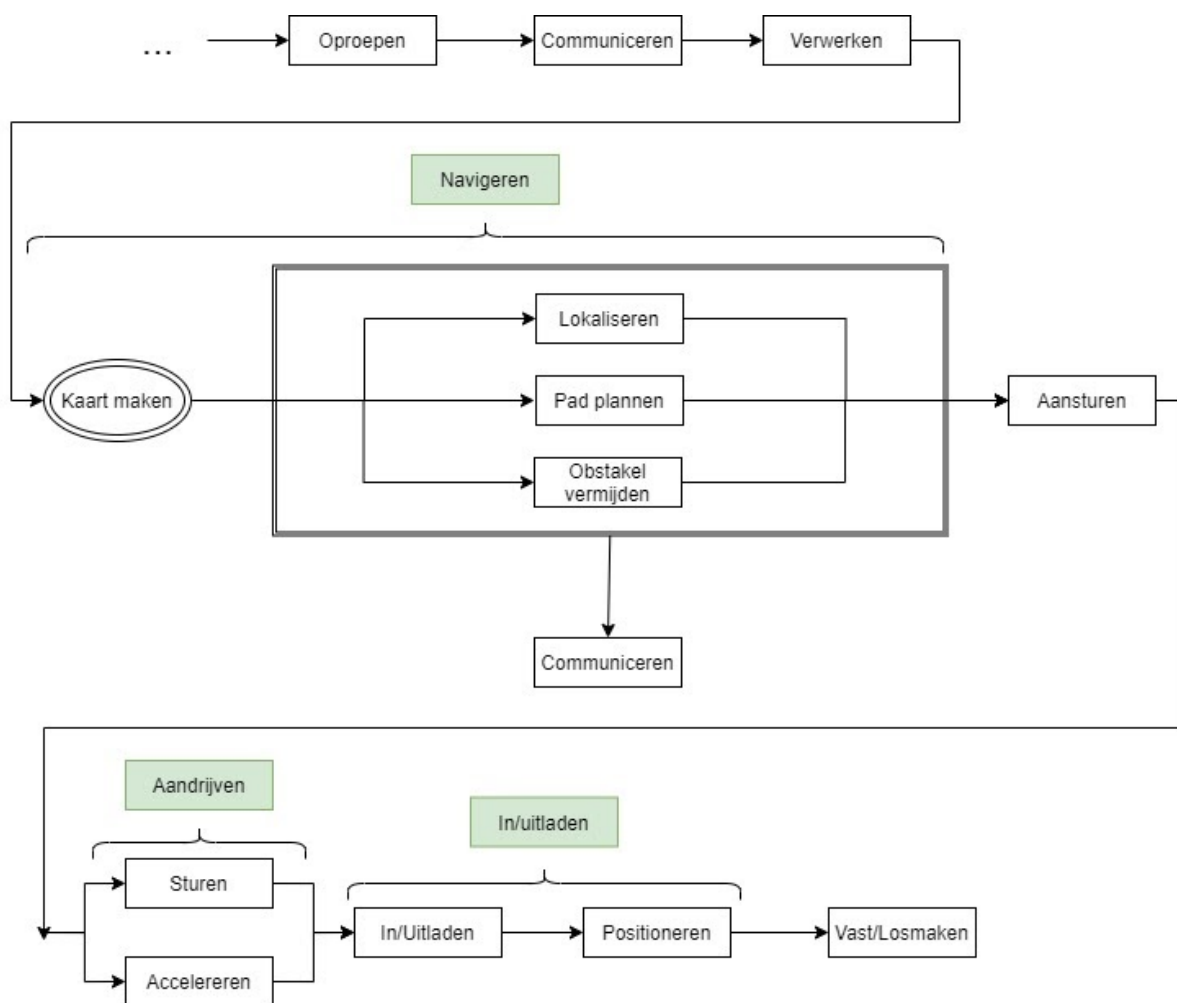 ...
Oproepen
Communiceren
Verwerken
Navigeren
Lokaliseren
Kaart maken
Pad plannen
Aansturen
Obstakel
vermijden
Communiceren
Aandrijven
In/uitladen
Sturen
In/Uitladen
Positioneren
Vast/Losmaken
Accelereren